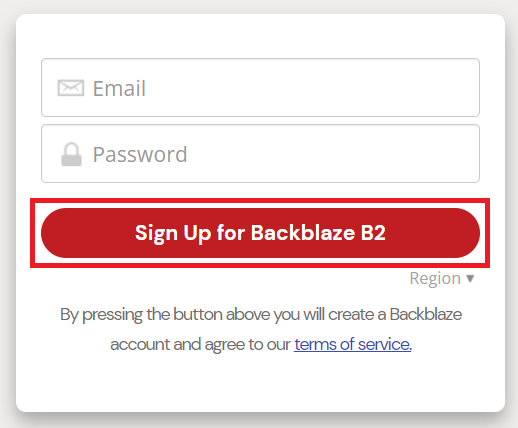 Email
Password
Sign Up for Backblaze B2
Region ▼
By pressing the button above you will create a Backblaze
account and agree to our terms of service.